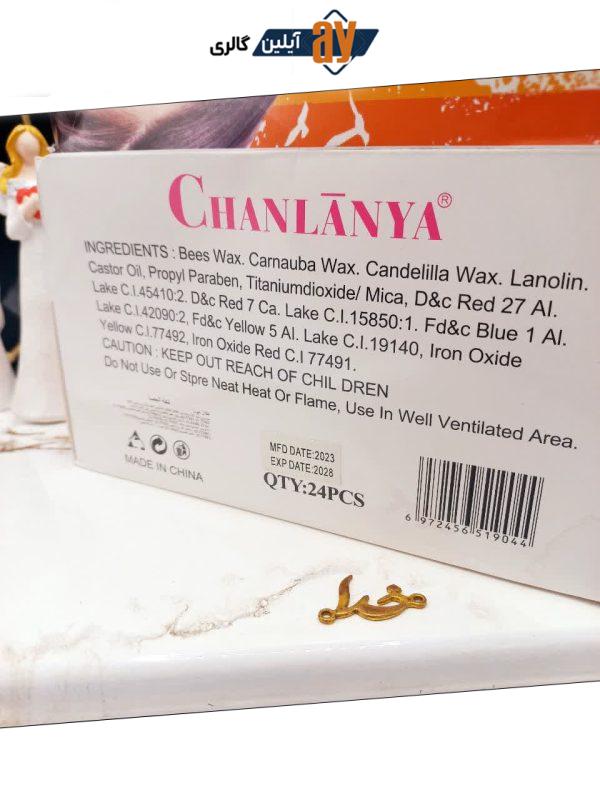 آیلین گالری
ay
CHANLĀNYA®
INGREDIENTS : Bees Wax. Carnauba Wax. Candelilla Wax. Lanolin.
Castor Oil, Propyl Paraben, Titaniumdioxide/ Mica, D&c Red 27 Al.
Lake C.I.45410:2. D&c Red 7 Ca. Lake C.I.15850:1. Fd&c Blue 1 Al.
Lake C.I.42090:2, Fd&c Yellow 5 Al. Lake C.I.19140, Iron Oxide
Yellow C.I.77492, Iron Oxide Red C.I 77491.
CAUTION : KEEP OUT REACH OF CHIL DREN
Do Not Use Or Stpre Neat Heat Or Flame, Use In Well Ventilated Area.
MADE IN CHINA
MFD DATE:2023
EXP DATE:2028
QTY:24PCS
6 972456 519044
خدا